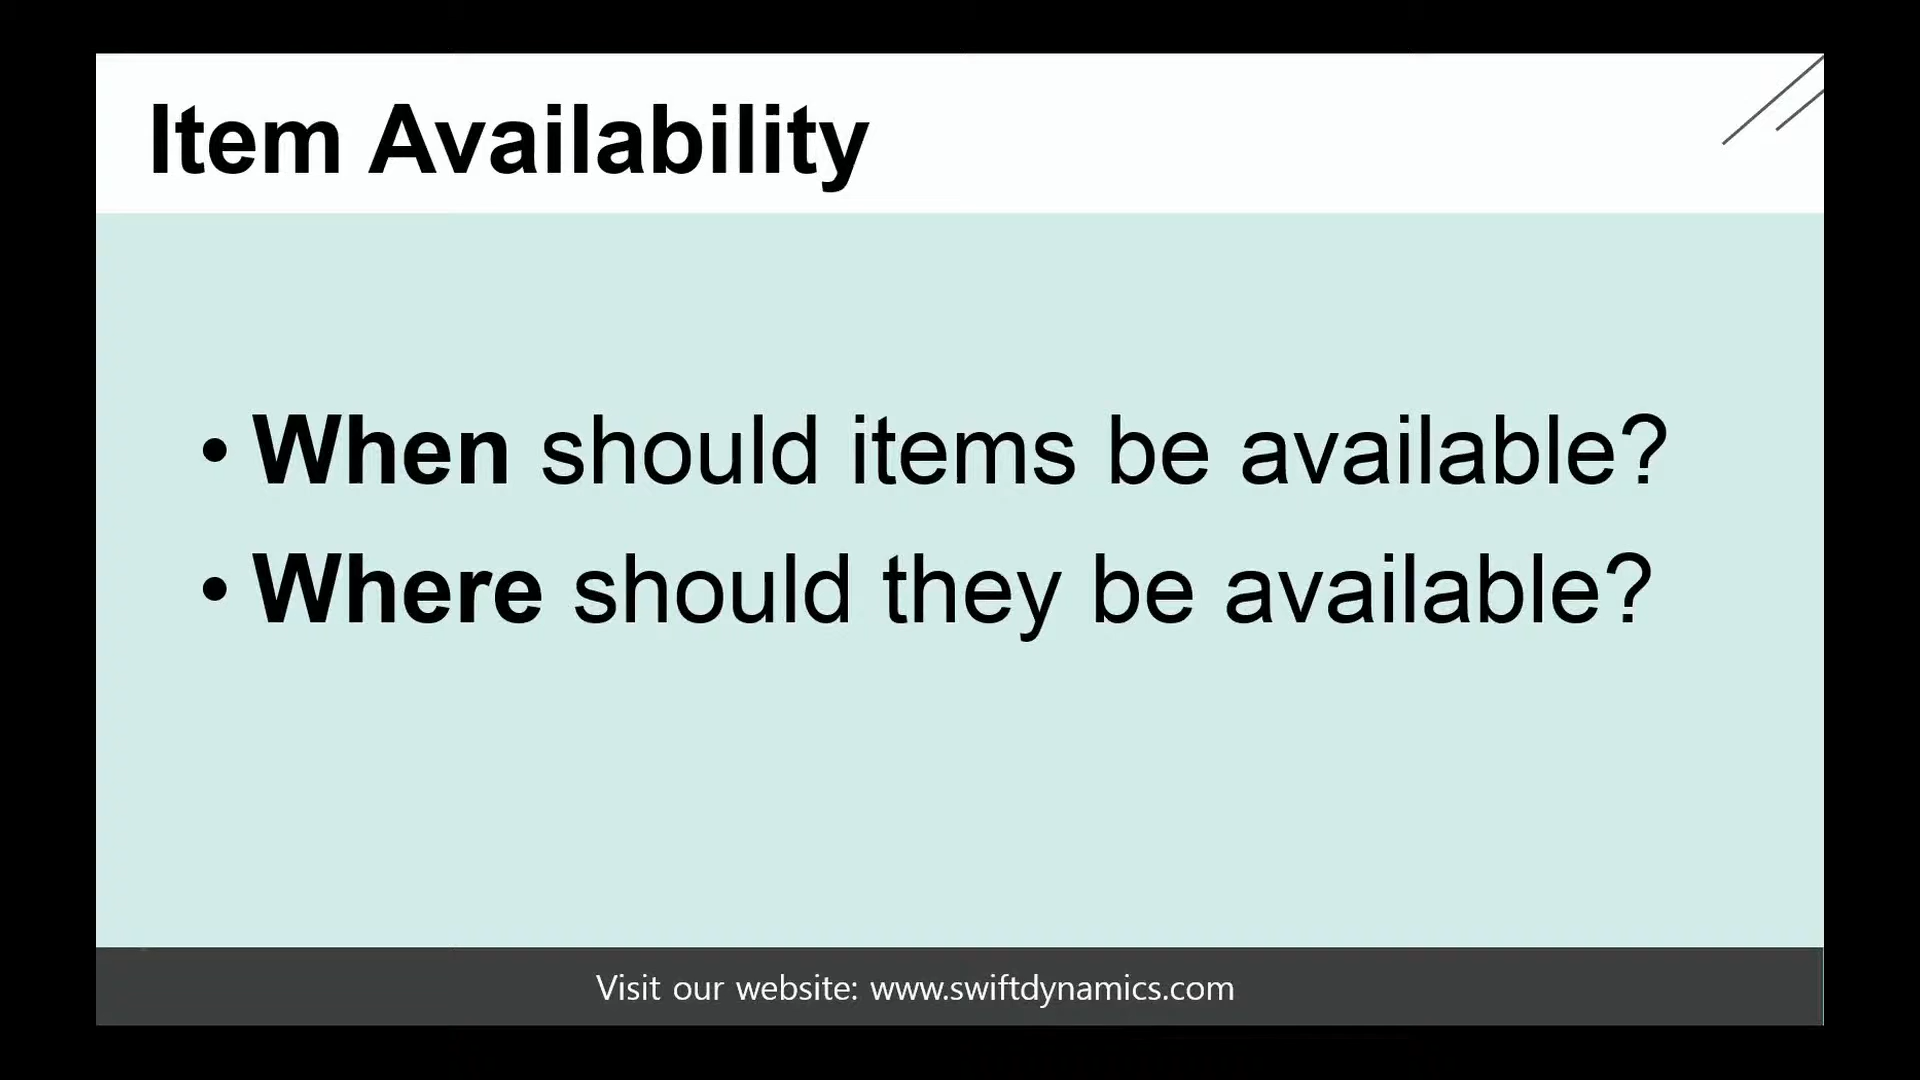 Item Availability
• When should items be available?
• Where should they be available?
Visit our website: www.swiftdynamics.com